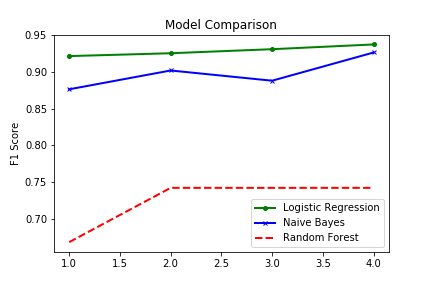 Model Comparison
0.95
0.90
0.85
0.80
0.75
0.70
F1 Score
Logistic Regression
Naive Bayes
Random Forest
1.0 1.5 2.0 2.5 3.0 3.5 4.0